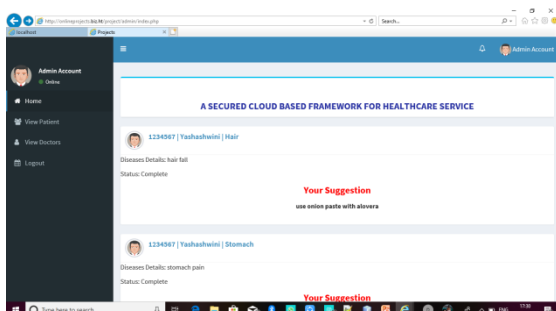 http://onlineprojects.biz.ht/project/admin/index.php
Search...
localhost
Projects
Admin Account
Admin Account
Online
Home
View Patient
View Doctors
Logout
A SECURED CLOUD BASED FRAMEWORK FOR HEALTHCARE SERVICE
1234567 | Yashashwini | Hair
Diseases Details: hair fall
Status: Complete
Your Suggestion
use onion paste with alovera
1234567 | Yashashwini | Stomach
Diseases Details: stomach pain
Status: Complete
Your Suggestion
Type here to search
ENG
17:38